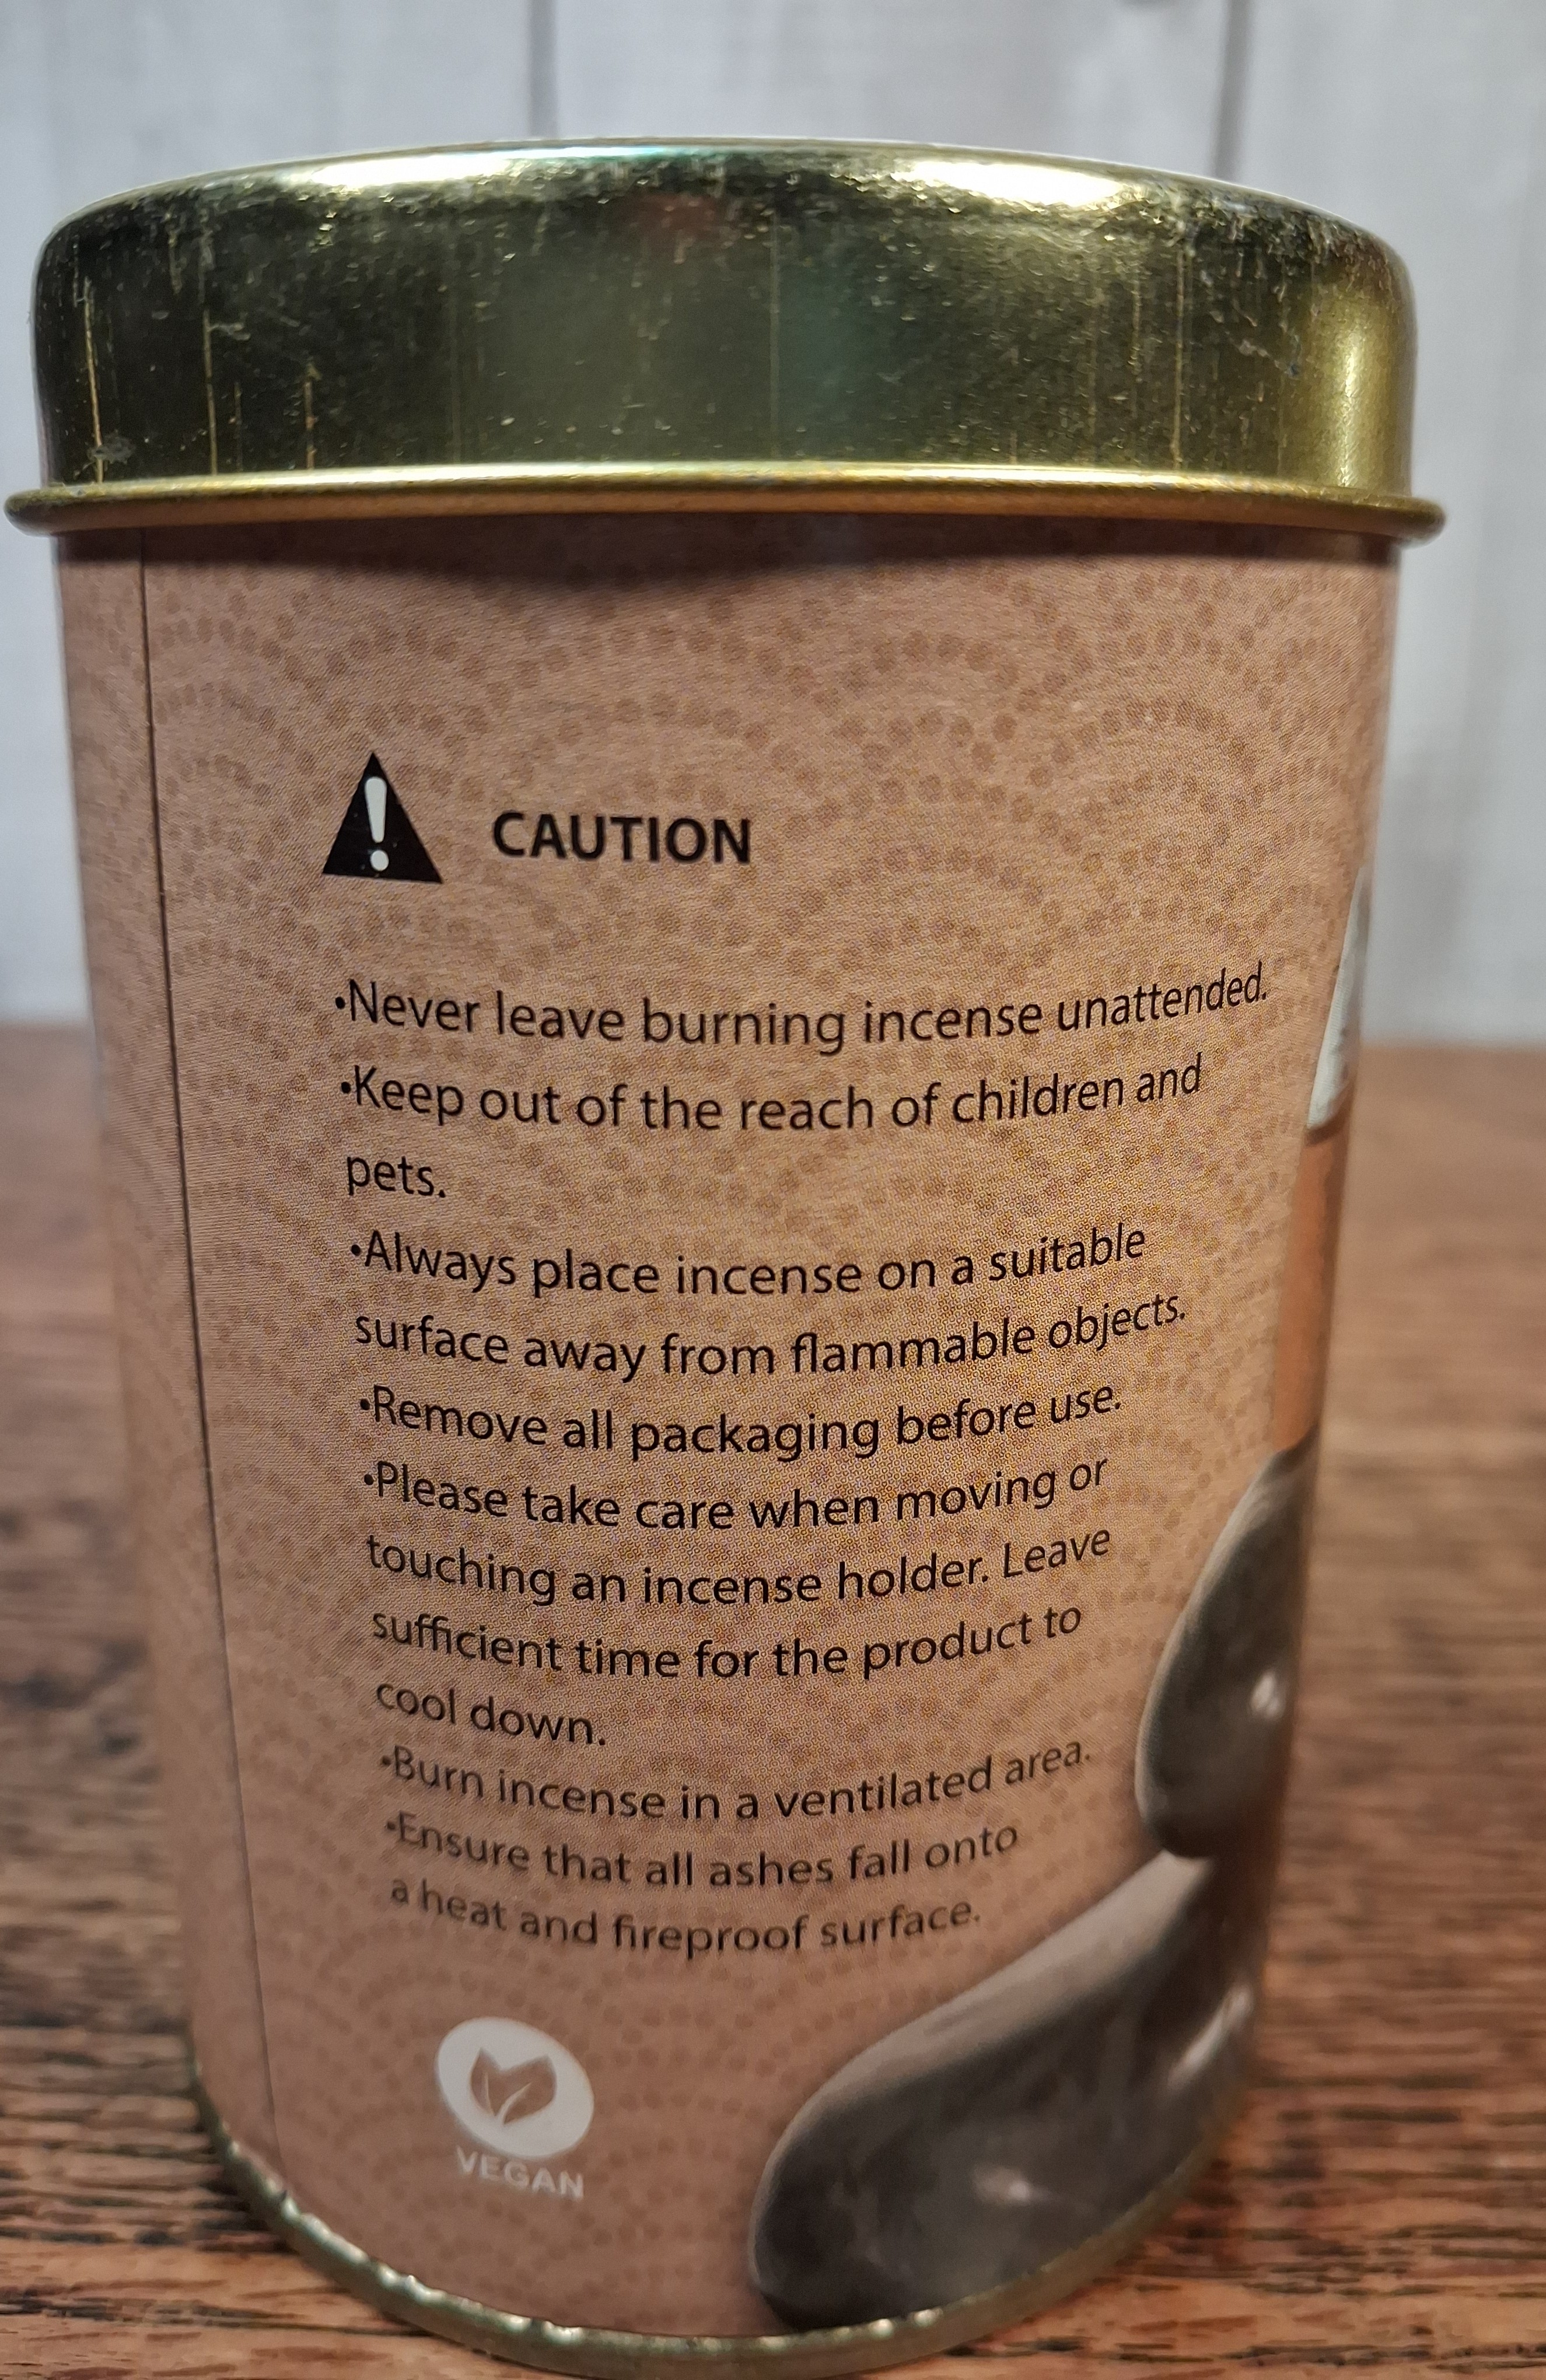 CAUTION
•Never leave burning incense unattended.
•Keep out of the reach of children and
pets.
•Always place incense on a suitable
surface away from flammable objects.
•Remove all packaging before use.
•Please take care when moving or
touching an incense holder. Leave
sufficient time for the product to
cool down.
•Burn incense in a ventilated area.
•Ensure that all ashes fall onto
a heat and fireproof surface.
VEGAN